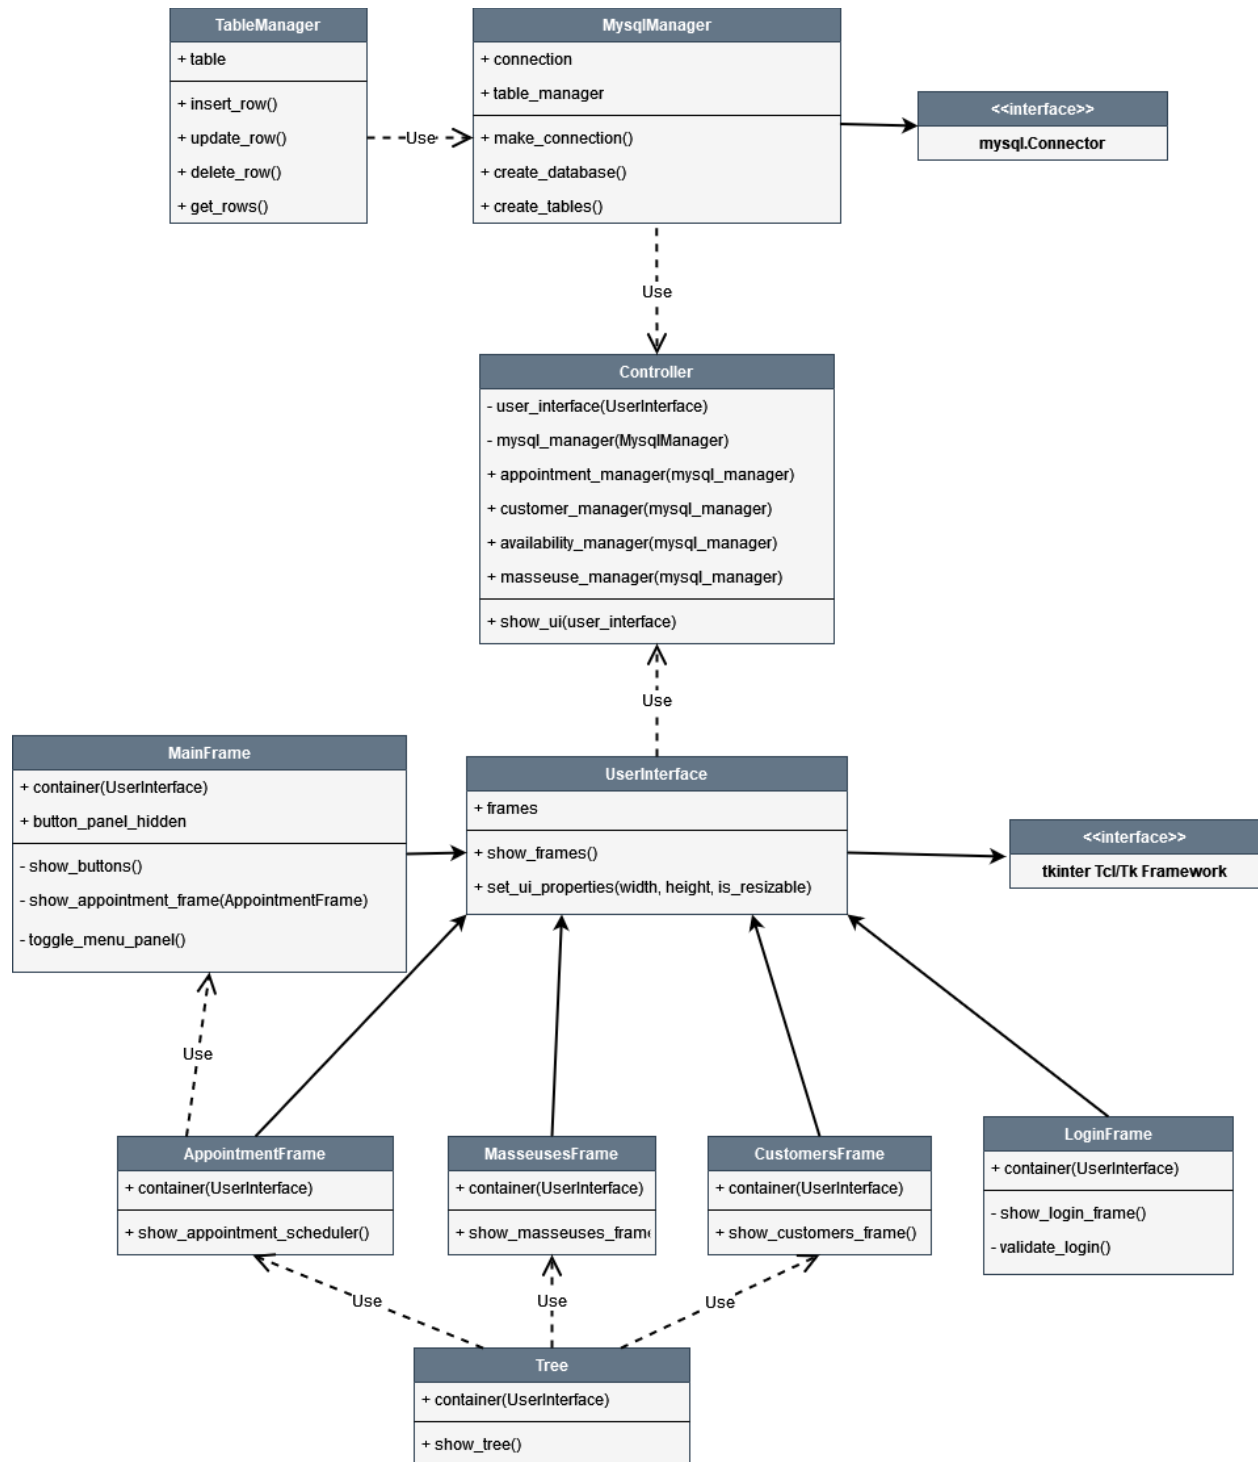 TableManager
+ table
+ insert_row()
+ update_row()
+ delete_row()
+ get_rows()
Use
MysqlManager
+ connection
+ table_manager
+ make_connection()
+ create_database()
+ create_tables()
<<interface>>
mysql.Connector
Use
Controller
- user_interface(UserInterface)
- mysql_manager(MysqlManager)
+ appointment_manager(mysql_manager)
+ customer_manager(mysql_manager)
+ availability_manager(mysql_manager)
+ masseuse_manager(mysql_manager)
+ show_ui(user_interface)
Use
MainFrame
+ container(UserInterface)
+ button_panel_hidden
- show_buttons()
- show_appointment_frame(AppointmentFrame)
- toggle_menu_panel()
UserInterface
+ frames
+ show_frames()
+ set_ui_properties(width, height, is_resizable)
<<interface>>
tkinter Tcl/Tk Framework
Use
AppointmentFrame
+ container(UserInterface)
+ show_appointment_scheduler()
MasseusesFrame
+ container(UserInterface)
+ show_masseuses_frame
CustomersFrame
+ container(UserInterface)
+ show_customers_frame()
LoginFrame
+ container(UserInterface)
- show_login_frame()
- validate_login()
Use
Use
Use
Tree
+ container(UserInterface)
+ show_tree()